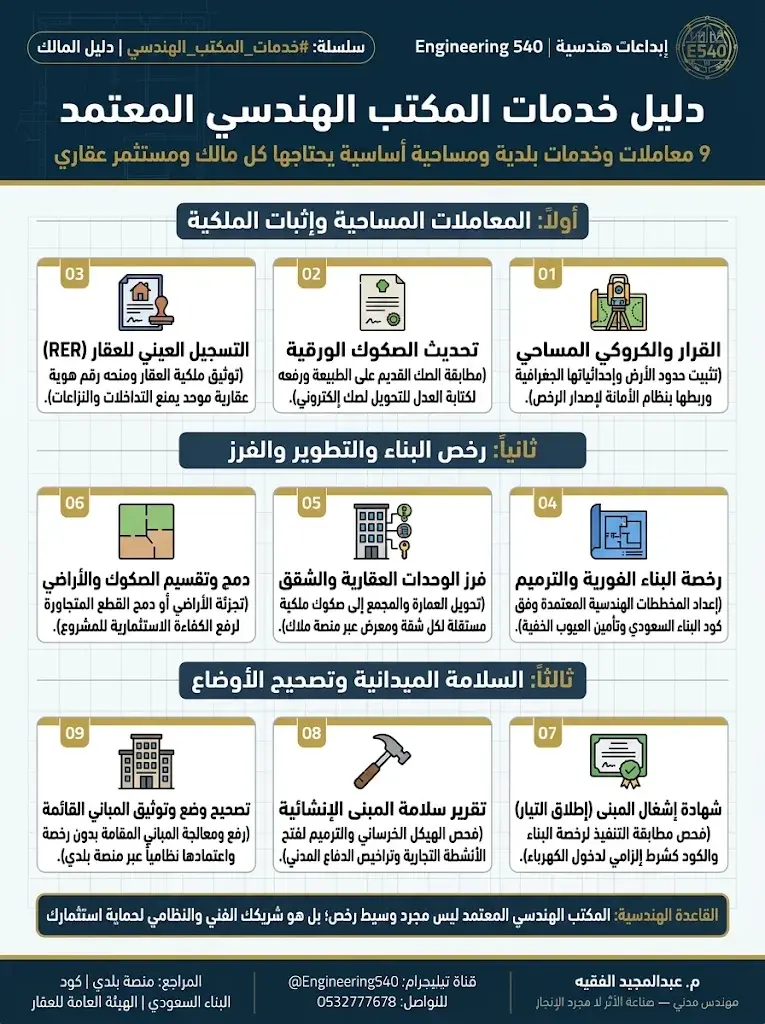 E540
إبداعات هندسية | Engineering 540
سلسلة: #خدمات_المكتب_الهندسي | دليل المالك
دليل خدمات المكتب الهندسي المعتمد
9 معاملات وخدمات بلدية ومساحية أساسية يحتاجها كل مالك ومستثمر عقاري
أولاً: المعاملات المساحية وإثبات الملكية
01
القرار والكروكي المساحي
(تثبيت حدود الأرض وإحداثياتها الجغرافية
وربطها بنظام الأمانة لإصدار الرخص).
02
تحديث الصكوك الورقية
(مطابقة الصك القديم على الطبيعة ورفعه
لكتابة العدل للتحويل لصك إلكتروني).
03
التسجيل العيني للعقار (RER)
(توثيق ملكية العقار ومنحه رقم هوية
عقارية موحد يمنع التداخلات والنزاعات).
ثانياً: رخص البناء والتطوير والفرز
04
رخصة البناء الفورية والترميم
(إعداد المخططات الهندسية المعتمدة وفق
كود البناء السعودي وتأمين العيوب الخفية).
05
فرز الوحدات العقارية والشقق
(تحويل العمارة والمجمع إلى صكوك ملكية
مستقلة لكل شقة ومعرض عبر منصة ملاك).
06
دمج وتقسيم الصكوك والأراضي
(تجزئة الأراضي أو دمج القطع المتجاورة
لرفع الكفاءة الاستثمارية للمشروع).
ثالثاً: السلامة الميدانية وتصحيح الأوضاع
07
شهادة إشغال المبنى (إطلاق التيار)
(فحص مطابقة التنفيذ لرخصة البناء
والكود كشرط إلزامي لدخول الكهرباء).
08
تقرير سلامة المبنى الإنشائية
(فحص الهيكل الخرساني والترميم لفتح
الأنشطة التجارية وتراخيص الدفاع المدني).
09
تصحيح وضع وتوثيق المباني القائمة
(رفع ومعالجة المباني المقامة بدون رخصة
واعتمادها نظامياً عبر منصة بلدي).
القاعدة الهندسية: المكتب الهندسي المعتمد ليس مجرد وسيط رخص؛ بل هو شريكك الفني والنظامي لحماية استثمارك
م. عبدالمجيد الفقيه
مهندس مدني — صناعة الأثر لا مجرد الإنجاز
قناة تيليجرام: Engineering540@
للتواصل: 0532777678
المراجع: منصة بلدي | كود
البناء السعودي | الهيئة العامة للعقار